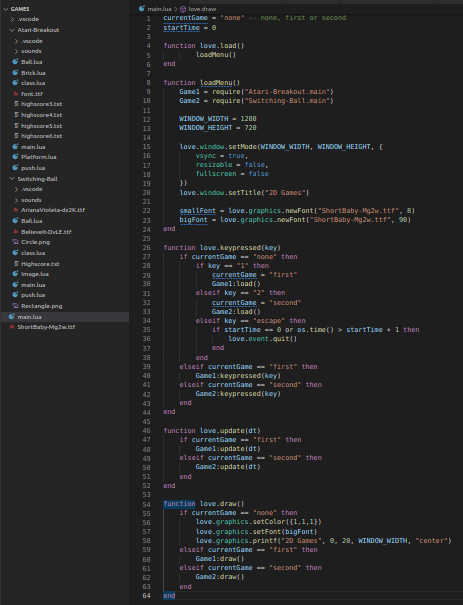 GAMES
.vscode
Atari-Breakout
.vscode
sounds
Ball.lua
Brick.lua
class.lua
Font.ttf
highscore3.txt
highscore4.txt
highscore5.txt
highscore6.txt
main.lua
Platform.lua
push.lua
Switching-Ball
.vscode
sounds
ArianaVioleta-dz2K.ttf
Ball.lua
BelieveIt-DvLE.ttf
Circle.png
class.lua
Highscore.txt
Image.lua
main.lua
push.lua
Rectangle.png
main.lua
ShortBaby-Mg2w.ttf
main.lua > love.draw
1 currentGame = "none" -- none, first or second
2 startTime = 0
3
4 function love.load()
5 loadMenu()
6 end
7
8 function loadMenu()
9 Game1 = require("Atari-Breakout.main")
10 Game2 = require("Switching-Ball.main")
11
12 WINDOW_WIDTH = 1280
13 WINDOW_HEIGHT = 720
14
15 love.window.setMode(WINDOW_WIDTH, WINDOW_HEIGHT, {
16 vsync = true,
17 resizable = false,
18 fullscreen = false
19 })
20 love.window.setTitle("2D Games")
21
22 smallFont = love.graphics.newFont("ShortBaby-Mg2w.ttf", 8)
23 bigFont = love.graphics.newFont("ShortBaby-Mg2w.ttf", 90)
24 end
25
26 function love.keypressed(key)
27 if currentGame == "none" then
28 if key == "1" then
29 currentGame = "first"
30 Game1:load()
31 elseif key == "2" then
32 currentGame = "second"
33 Game2:load()
34 elseif key == "escape" then
35 if startTime == 0 or os.time() > startTime + 1 then
36 love.event.quit()
37 end
38 end
39 elseif currentGame == "first" then
40 Game1:keypressed(key)
41 elseif currentGame == "second" then
42 Game2:keypressed(key)
43 end
44 end
45
46 function love.update(dt)
47 if currentGame == "first" then
48 Game1:update(dt)
49 elseif currentGame == "second" then
50 Game2:update(dt)
51 end
52 end
53
54 function love.draw()
55 if currentGame == "none" then
56 love.graphics.setColor({1,1,1})
57 love.graphics.setFont(bigFont)
58 love.graphics.printf("2D Games", 0, 20, WINDOW_WIDTH, "center")
59 elseif currentGame == "first" then
60 Game1:draw()
61 elseif currentGame == "second" then
62 Game2:draw()
63 end
64 end